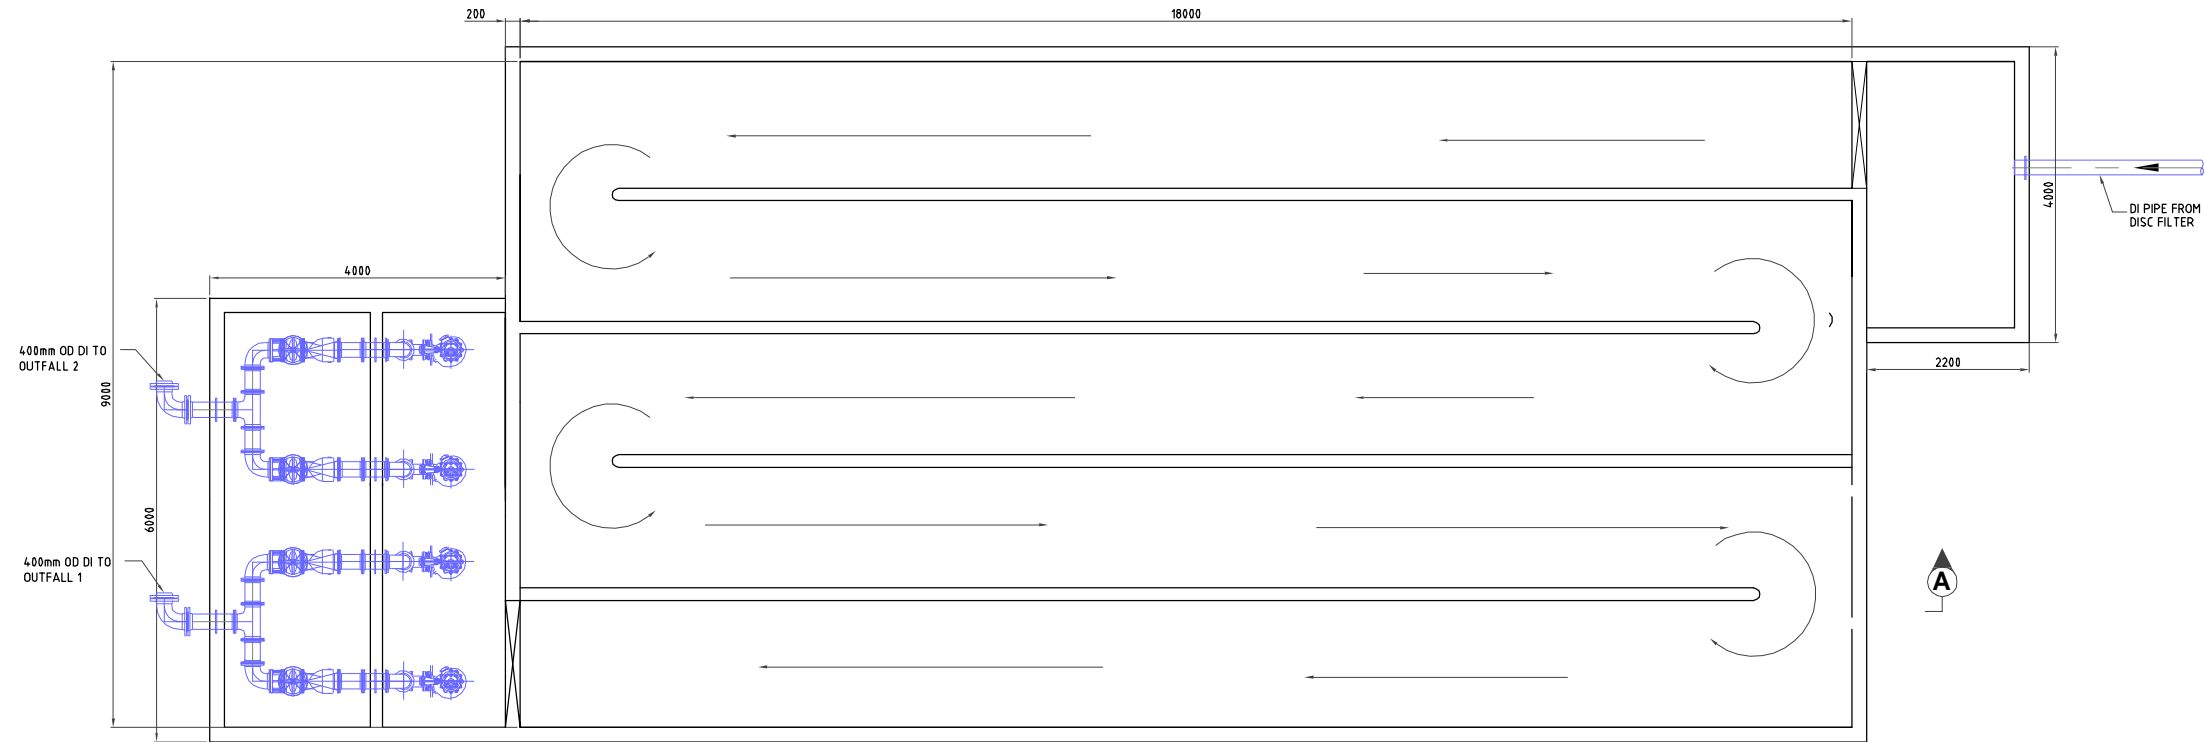 200
18000
4000
DI PIPE FROM
DISC FILTER
4000
400mm OD DI TO
OUTFALL 2
9000
2200
6000
400mm OD DI TO
OUTFALL 1
A